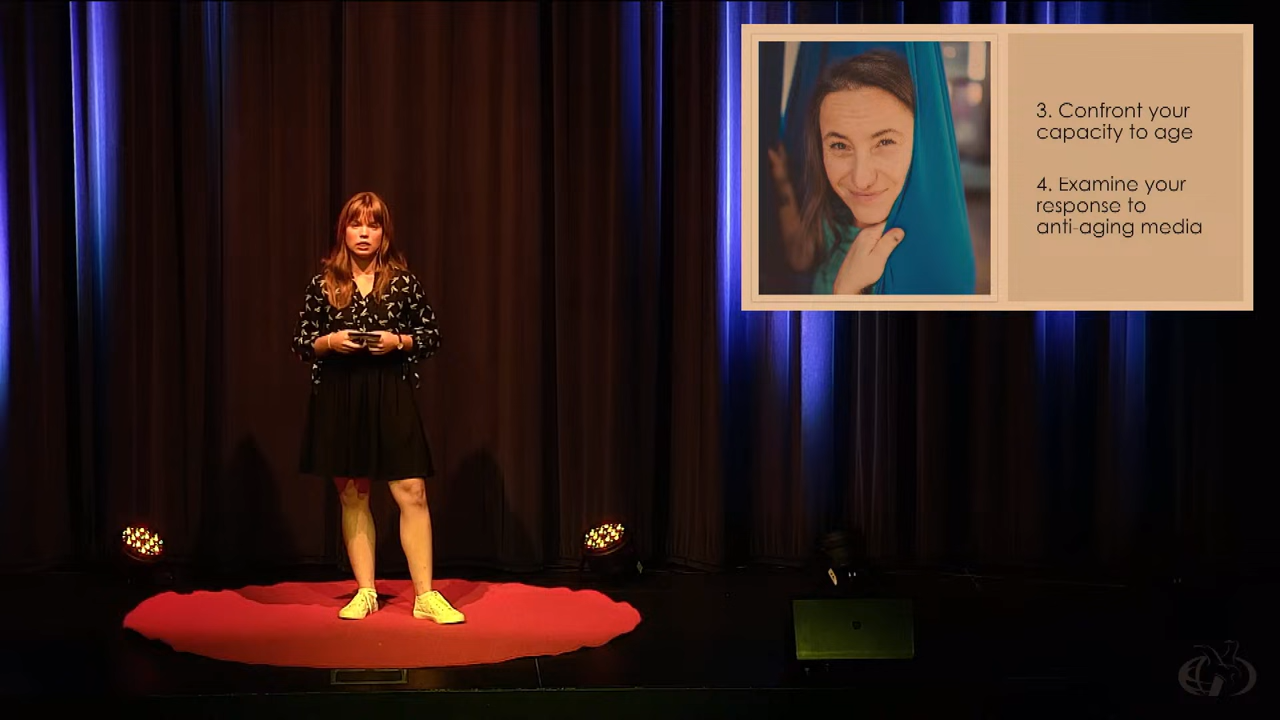 3. Confront your
capacity to age
4. Examine your
response to
anti-aging media